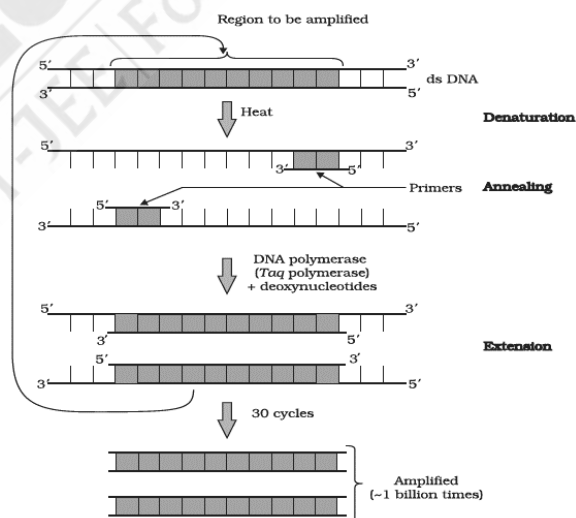 Region to be amplified
5′ 3′
3′ 5′
ds DNA
Heat
Denaturation
5′ 3′
3′ 5′
Primers
Annealing
5′ 3′
3′ 5′
DNA polymerase
(Taq polymerase)
+ deoxynucleotides
5′ 3′
3′ 5′
Extension
5′ 3′
3′ 5′
30 cycles
Amplified
(~1 billion times)